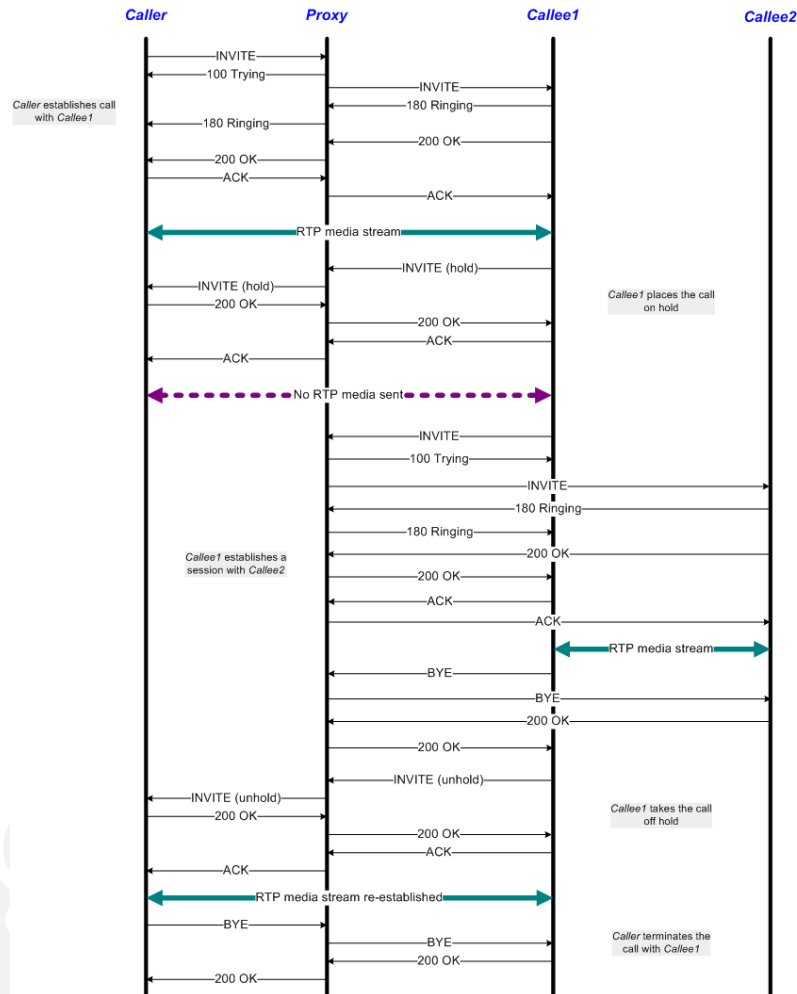 Caller Proxy Callee1 Callee2
INVITE
100 Trying
INVITE
180 Ringing
Caller establishes call
with Callee1
180 Ringing
200 OK
200 OK
ACK
ACK
RTP media stream
INVITE (hold)
INVITE (hold)
200 OK
Callee1 places the call
on hold
200 OK
ACK
ACK
No RTP media sent
INVITE
100 Trying
INVITE
180 Ringing
180 Ringing
200 OK
Callee1 establishes a
session with Callee2
200 OK
ACK
ACK
RTP media stream
BYE
BYE
200 OK
200 OK
INVITE (unhold)
INVITE (unhold)
200 OK
Callee1 takes the call
off hold
200 OK
ACK
ACK
RTP media stream re-established
BYE
BYE
Caller terminates the
call with Callee1
200 OK
200 OK